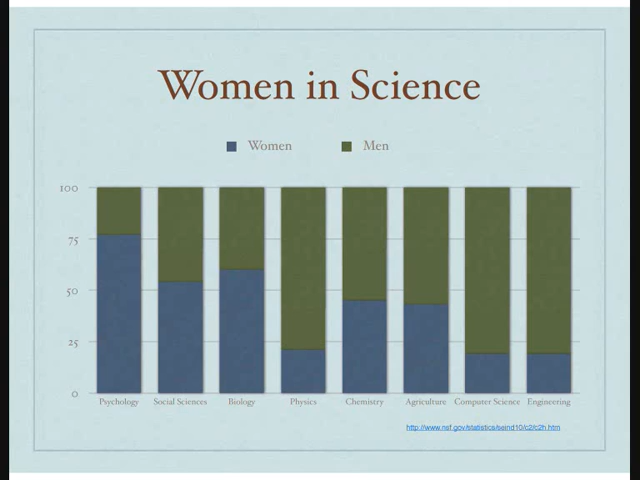 Women in Science
Women Men
100
75
50
25
0
Psychology Social Sciences Biology Physics Chemistry Agriculture Computer Science Engineering
http://www.nsf.gov/statistics/seind10/c2/c2h.htm